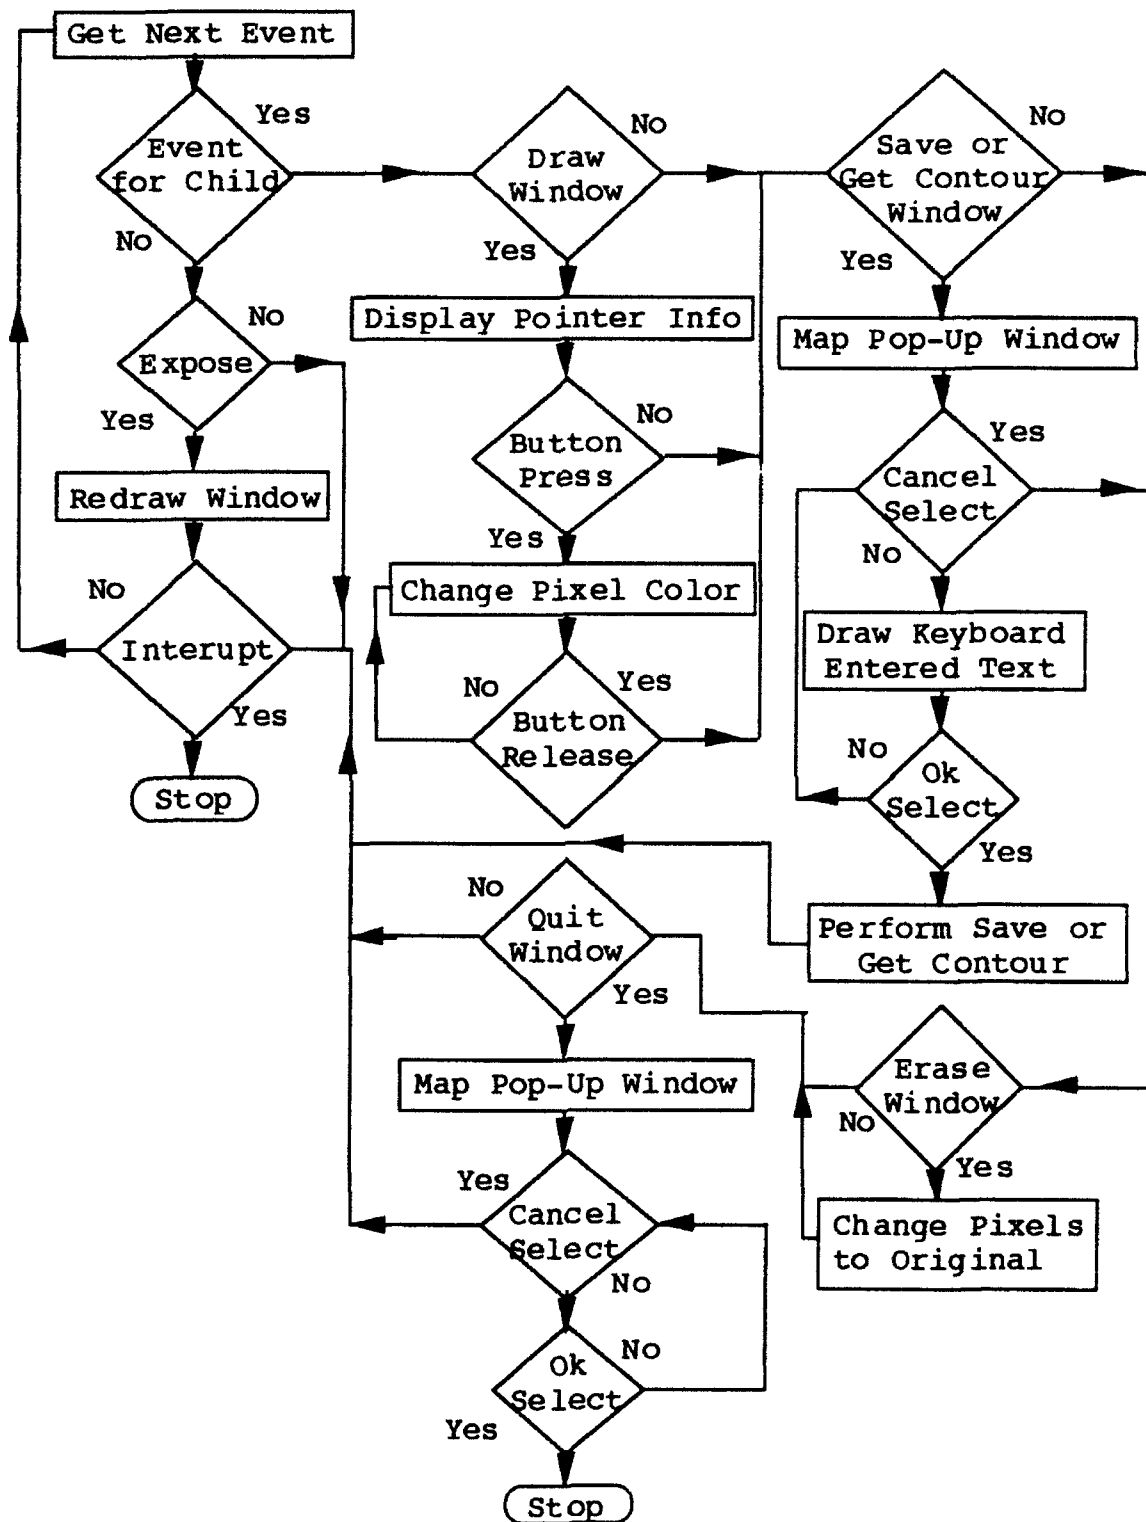 Get Next Event
Yes
Event
for Child
No
No
Expose
Yes
Redraw Window
No
Interupt
Yes
Stop
No
Draw
Window
Yes
Display Pointer Info
No
Button
Press
Yes
Change Pixel Color
No
Yes
Button
Release
No
Save or
Get Contour
Window
Yes
Map Pop-Up Window
Yes
Cancel
Select
No
Draw Keyboard
Entered Text
No
Ok
Select
Yes
Perform Save or
Get Contour
Erase
Window
No
Yes
Change Pixels
to Original
No
Quit
Window
Yes
Map Pop-Up Window
Yes
Cancel
Select
No
No
Ok
Select
Yes
Stop